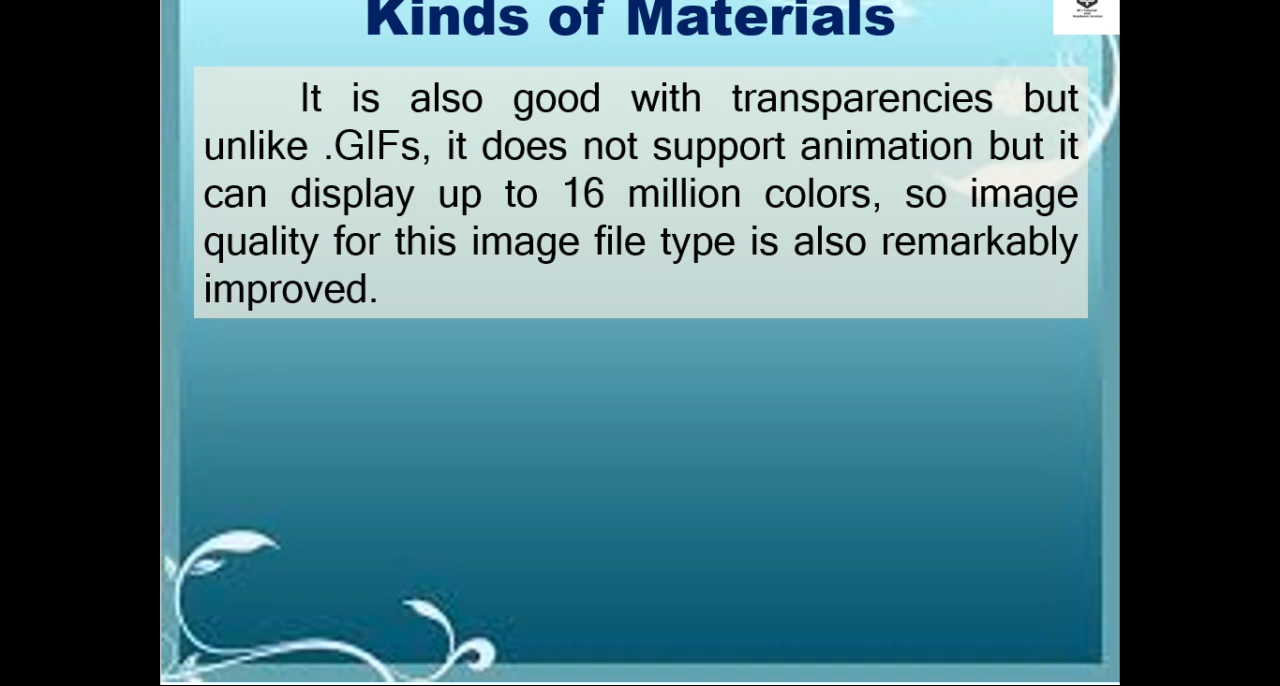 Kinds of Materials
It is also good with transparencies but
unlike .GIFs, it does not support animation but it
can display up to 16 million colors, so image
quality for this image file type is also remarkably
improved.